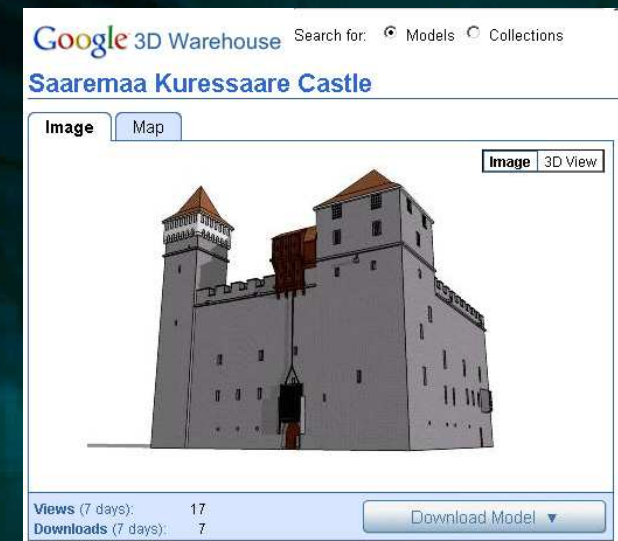 Google 3D Warehouse Search for: Models Collections
Saaremaa Kuressaare Castle
Image Map
Image 3D View
Views (7 days): 17
Downloads (7 days): 7
Download Model ▼